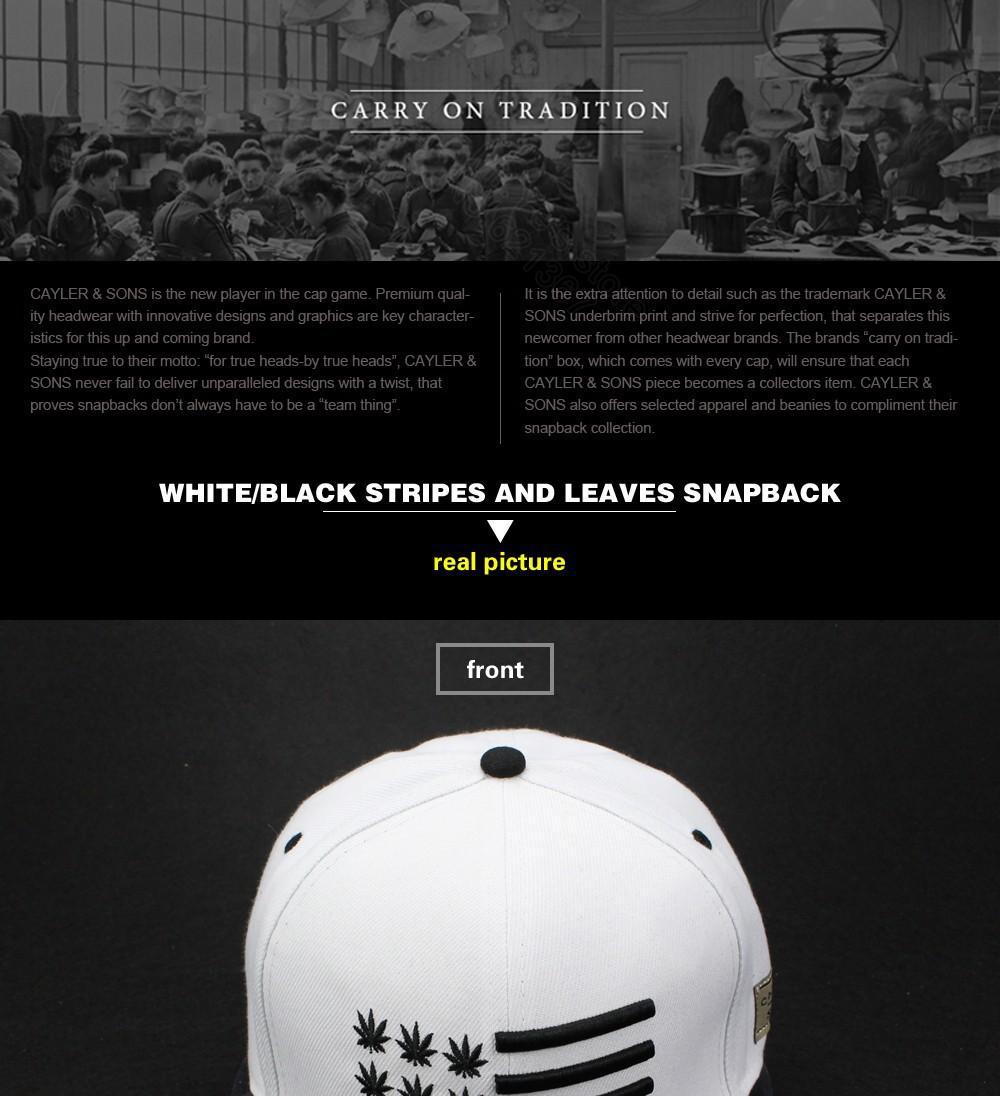 CARRY ON TRADITION
CAYLER & SONS is the new player in the cap game. Premium qual-
ity headwear with innovative designs and graphics are key character-
istics for this up and coming brand.
Staying true to their motto: “for true heads-by true heads”, CAYLER &
SONS never fail to deliver unparalleled designs with a twist, that
proves snapbacks don’t always have to be a “team thing”.
It is the extra attention to detail such as the trademark CAYLER &
SONS underbrim print and strive for perfection, that separates this
newcomer from other headwear brands. The brands “carry on tradi-
tion” box, which comes with every cap, will ensure that each
CAYLER & SONS piece becomes a collectors item. CAYLER &
SONS also offers selected apparel and beanies to compliment their
snapback collection.
WHITE/BLACK STRIPES AND LEAVES SNAPBACK
real picture
front